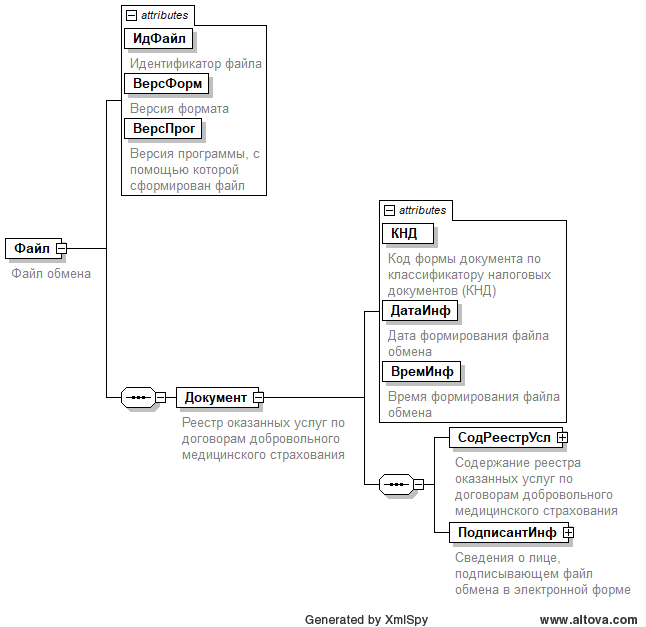 attributes
ИдФайл
Идентификатор файла
ВерсФорм
Версия формата
ВерсПрог
Версия программы, с
помощью которой
сформирован файл
Файл
Файл обмена
attributes
КНД
Код формы документа по
классификатору налоговых
документов (КНД)
ДатаИнф
Дата формирования файла
обмена
ВремИнф
Время формирования файла
обмена
Документ
Реестр оказанных услуг по
договорам добровольного
медицинского страхования
СодРеестрУсл
Содержание реестра
оказанных услуг по
договорам добровольного
медицинского страхования
ПодписантИнф
Сведения о лице,
подписывающем файл
обмена в электронной форме
Generated by XmlSpy
www.altova.com